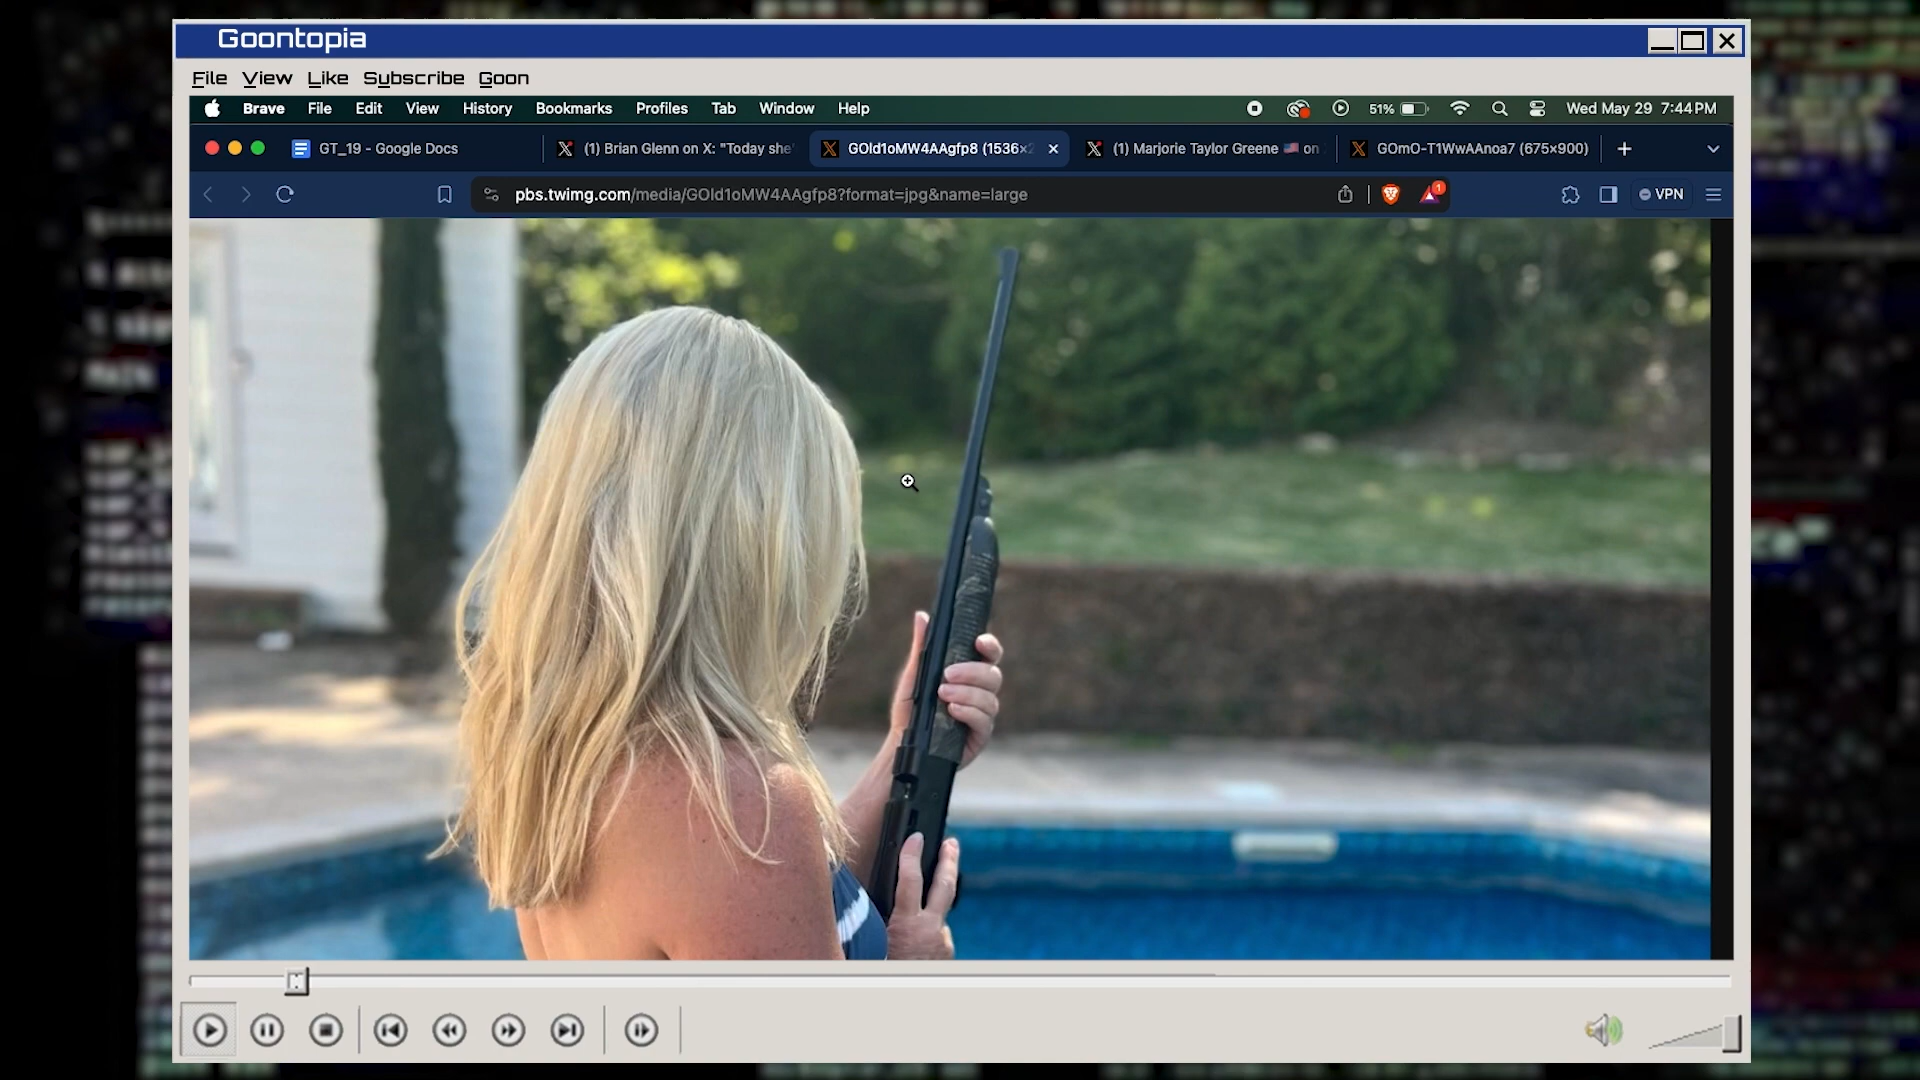 Goontopia
File View Like Subscribe Goon
Brave File Edit View History Bookmarks Profiles Tab Window Help 51% Wed May 29 7:44 PM
GT_19 - Google Docs (1) Brian Glenn on X: "Today she' GOld1oMW4AAgfp8 (1536×2 (1) Marjorie Taylor Greene 🇺🇸 on GOmO-T1WwAAnoa7 (675×900)
pbs.twimg.com/media/GOld1oMW4AAgfp8?format=jpg&name=large 1 VPN